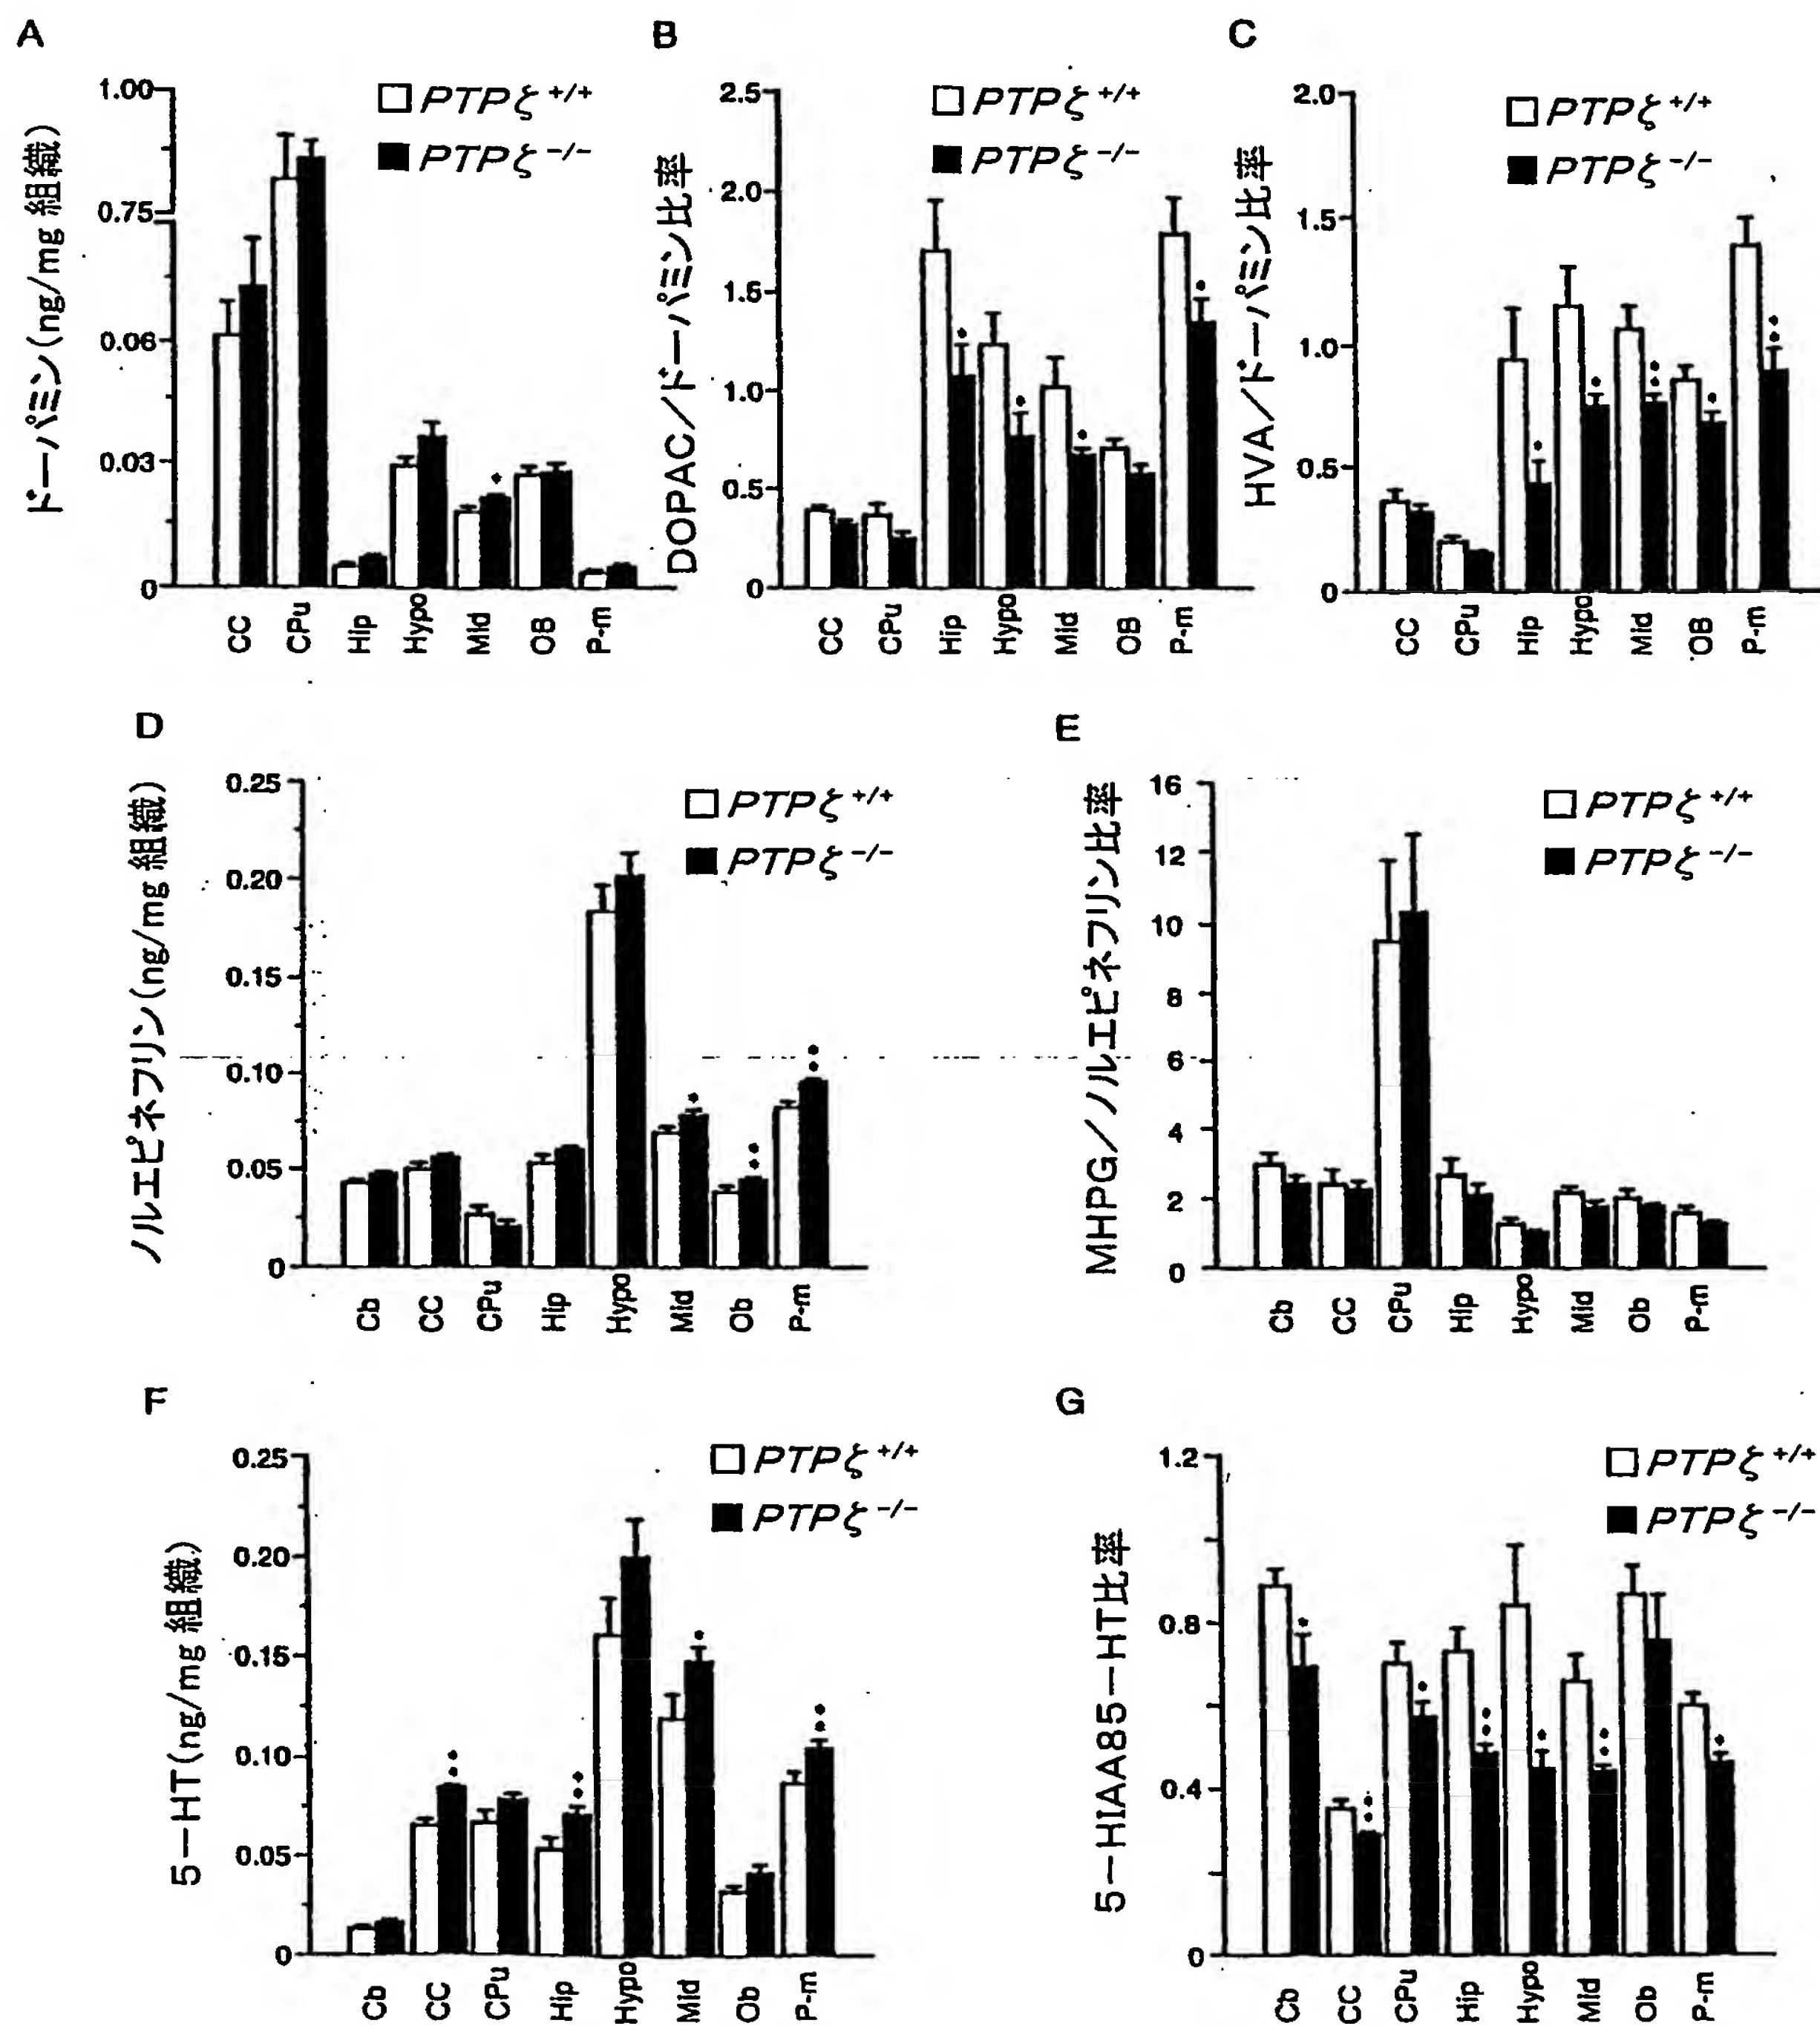 A
ドーパミン(ng/mg 組織)
1.00
0.75
0.06
0.03
0
PTPζ+/+
PTPζ-/-
CC CPu Hip Hypo Mid OB P-m
B
DOPAC/ドーパミン比率
2.5
2.0
1.5
1.0
0.5
0
PTPζ+/+
PTPζ-/-
CC CPu Hip Hypo Mid OB P-m
C
HVA/ドーパミン比率
2.0
1.5
1.0
0.5
0
PTPζ+/+
PTPζ-/-
CC CPu Hip Hypo Mid OB P-m
D
ノルエピネフリン(ng/mg 組織)
0.25
0.20
0.15
0.10
0.05
0
PTPζ+/+
PTPζ-/-
Cb CC CPu Hip Hypo Mid Ob P-m
E
MHPG/ノルエピネフリン比率
16
12
10
8
6
4
2
0
PTPζ+/+
PTPζ-/-
Cb CC CPu Hip Hypo Mid Ob P-m
F
5-HT(ng/mg 組織)
0.25
0.20
0.15
0.10
0.05
0
PTPζ+/+
PTPζ-/-
Cb CC CPu Hip Hypo Mid Ob P-m
G
5-HIAA85-HT比率
1.2
0.8
0.4
0
PTPζ+/+
PTPζ-/-
Cb CC CPu Hip Hypo Mid Ob P-m